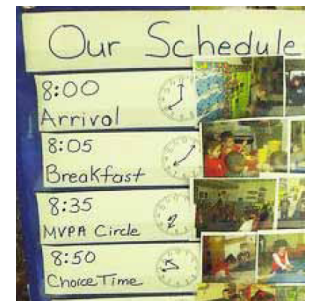 Our Schedule
8:00
Arrival
8:05
Breakfast
8:35
MVPA Circle
8:50
Choice Time